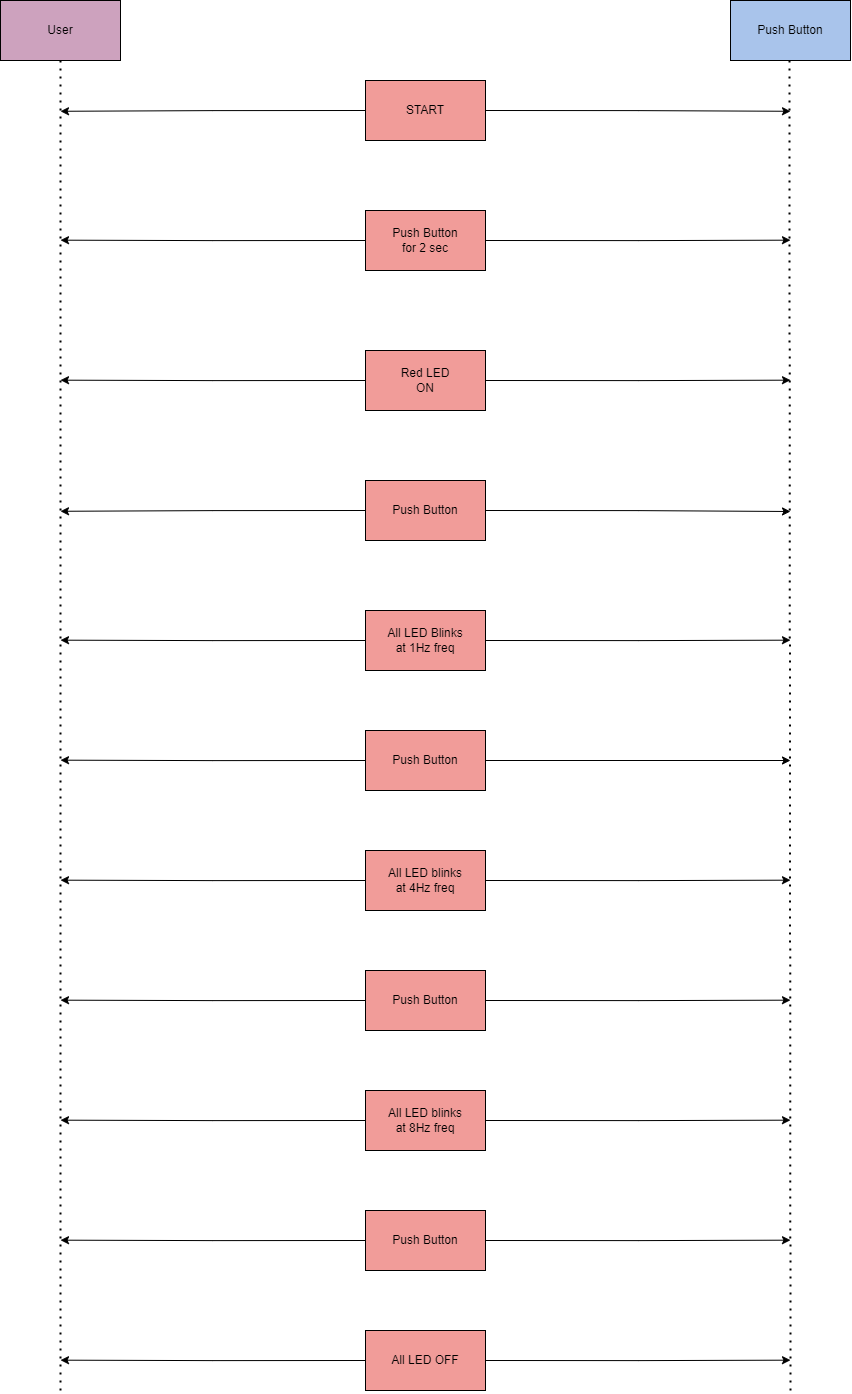 User
Push Button
START
Push Button
for 2 sec
Red LED
ON
Push Button
All LED Blinks
at 1Hz freq
Push Button
All LED blinks
at 4Hz freq
Push Button
All LED blinks
at 8Hz freq
Push Button
All LED OFF